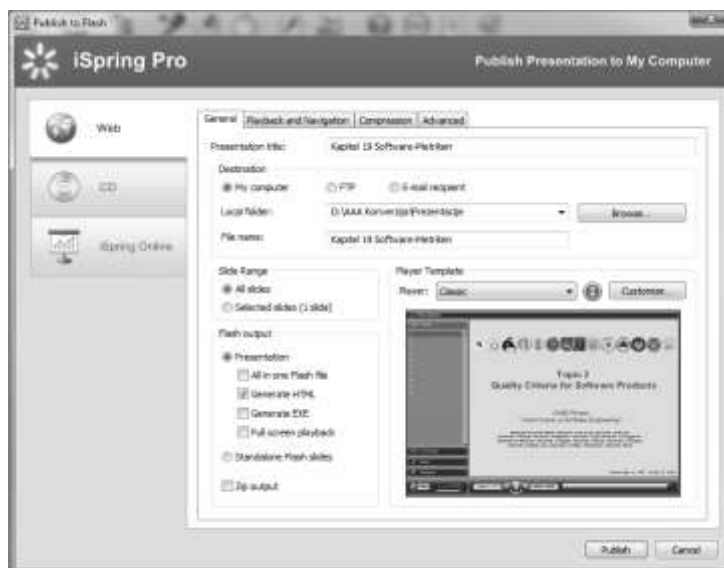 Publish to Flash
iSpring Pro
Publish Presentation to My Computer
Web
CD
iSpring Online
General Playback and Navigation Compression Advanced
Presentation title: Kapitel 19 Software-Metriken
Destination
My computer FTP E-mail recipient
Local folder: D:\AAA Konverzija\Prezentacije Browse...
File name: Kapitel 19 Software-Metriken
Slide Range
All slides
Selected slides (1 slide)
Flash output
Presentation
All in one Flash file
Generate HTML
Generate EXE
Full screen playback
Standalone Flash slides
Zip output
Player Template
Player: Classic Customize...
Topic 2
Quality Criteria for Software Products
Publish Cancel